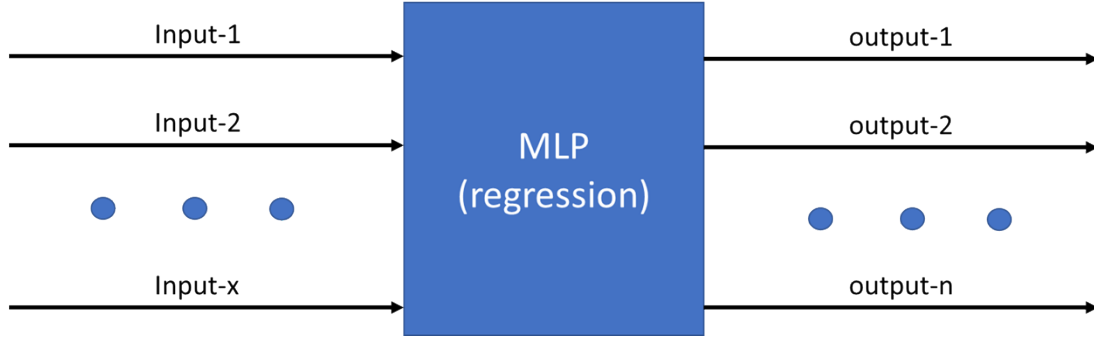 Input-1
Input-2
Input-x
MLP
(regression)
output-1
output-2
output-n